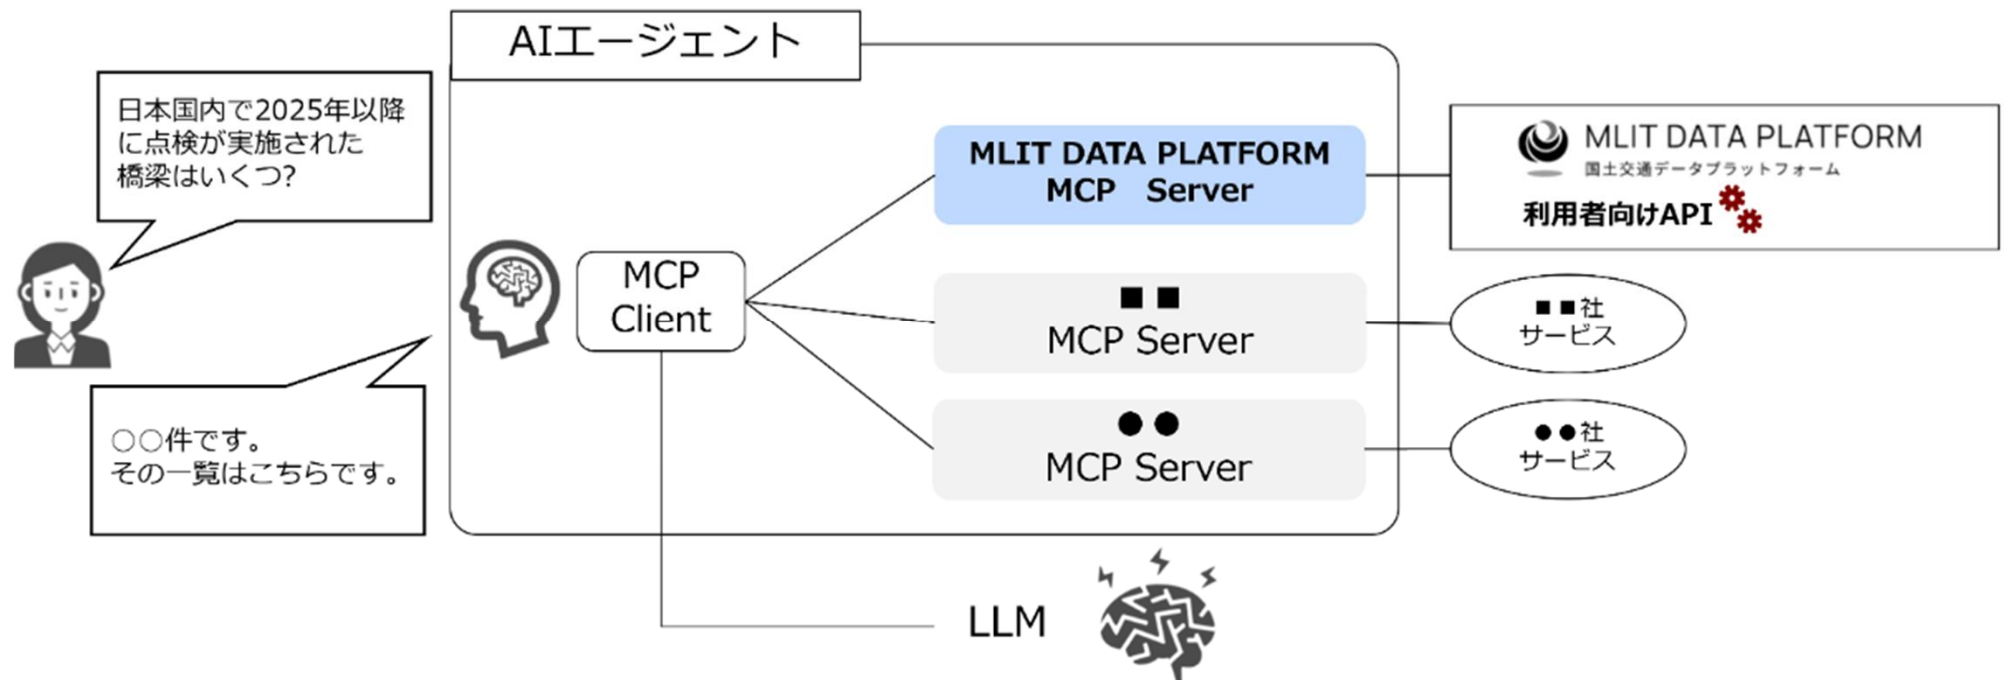 AIエージェント
日本国内で2025年以降
に点検が実施された
橋梁はいくつ?
MLIT DATA PLATFORM
MCP Server
MLIT DATA PLATFORM
国土交通データプラットフォーム
利用者向けAPI
MCP
Client
■ ■
MCP Server
■ ■社
サービス
○○件です。
その一覧はこちらです。
● ●
MCP Server
● ●社
サービス
LLM